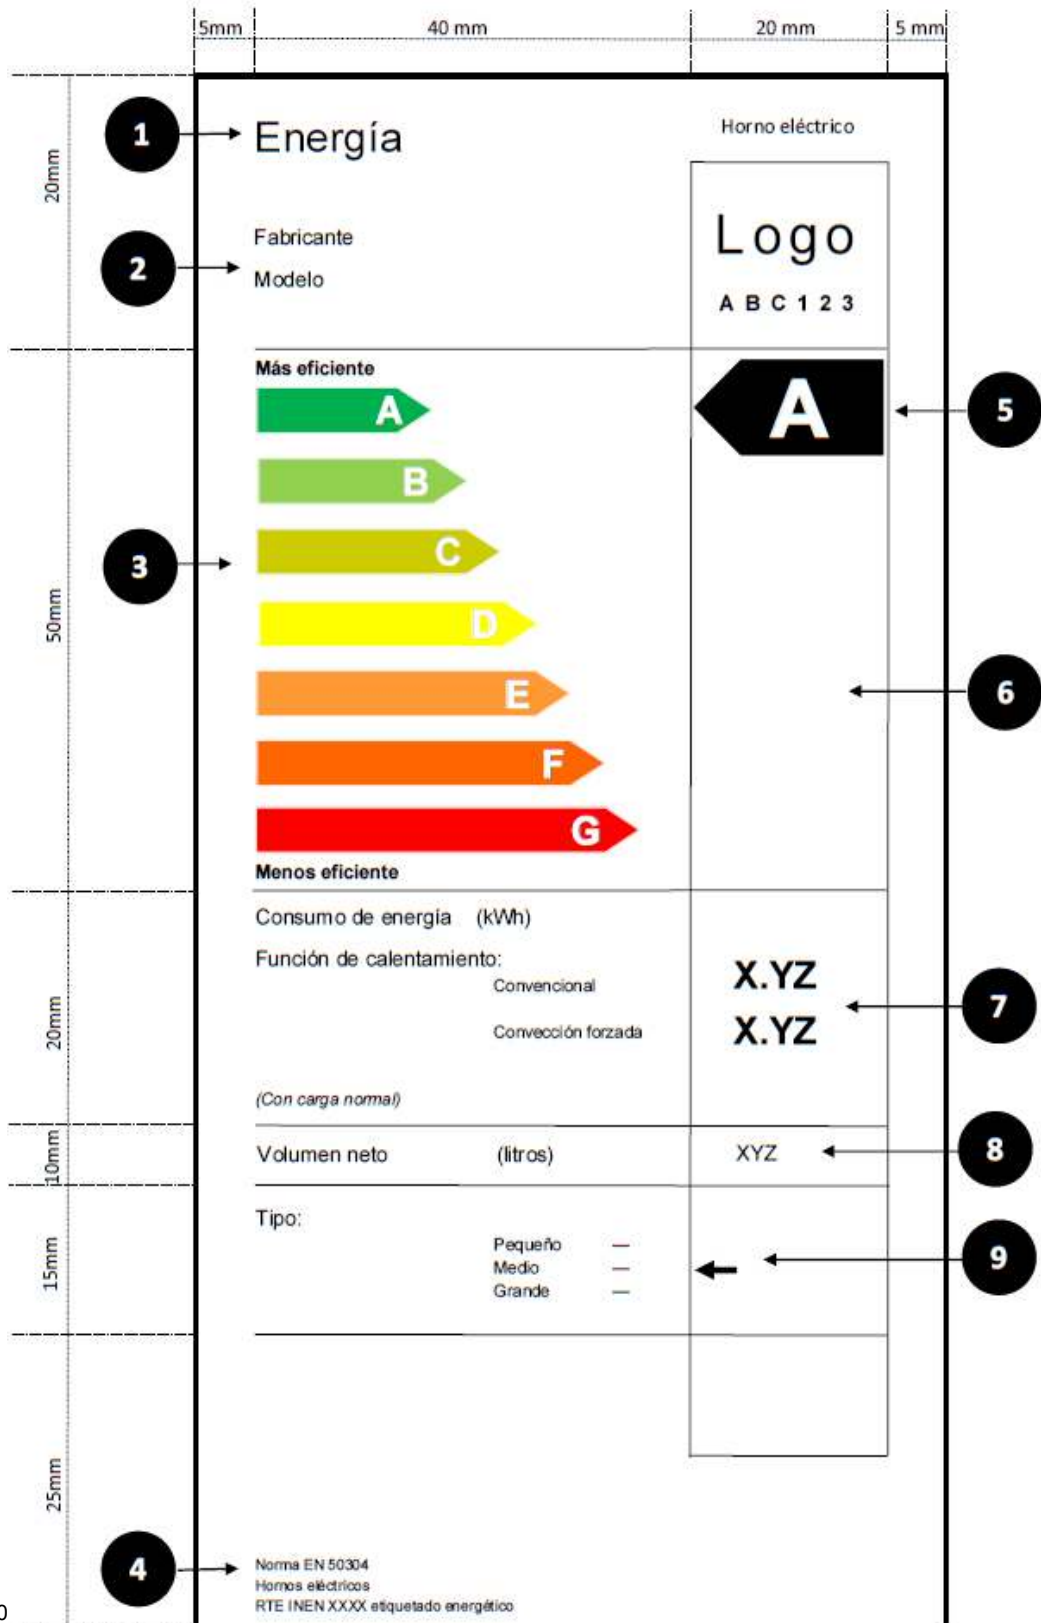 5mm 40 mm 20 mm 5 mm
1
Energía
Horno eléctrico
20mm
2
Fabricante
Modelo
Logo
A B C 1 2 3
Más eficiente
A
A
5
B
C
3
D
50mm
E
6
F
G
Menos eficiente
Consumo de energía (kWh)
Función de calentamiento:
Convencional X.YZ
7
Convección forzada X.YZ
20mm
(Con carga normal)
10mm
Volumen neto (litros) XYZ
8
Tipo:
Pequeño —
Medio —
Grande —
9
15mm
25mm
4
Norma EN 50304
Hornos eléctricos
RTE INEN XXXX etiquetado energético
0